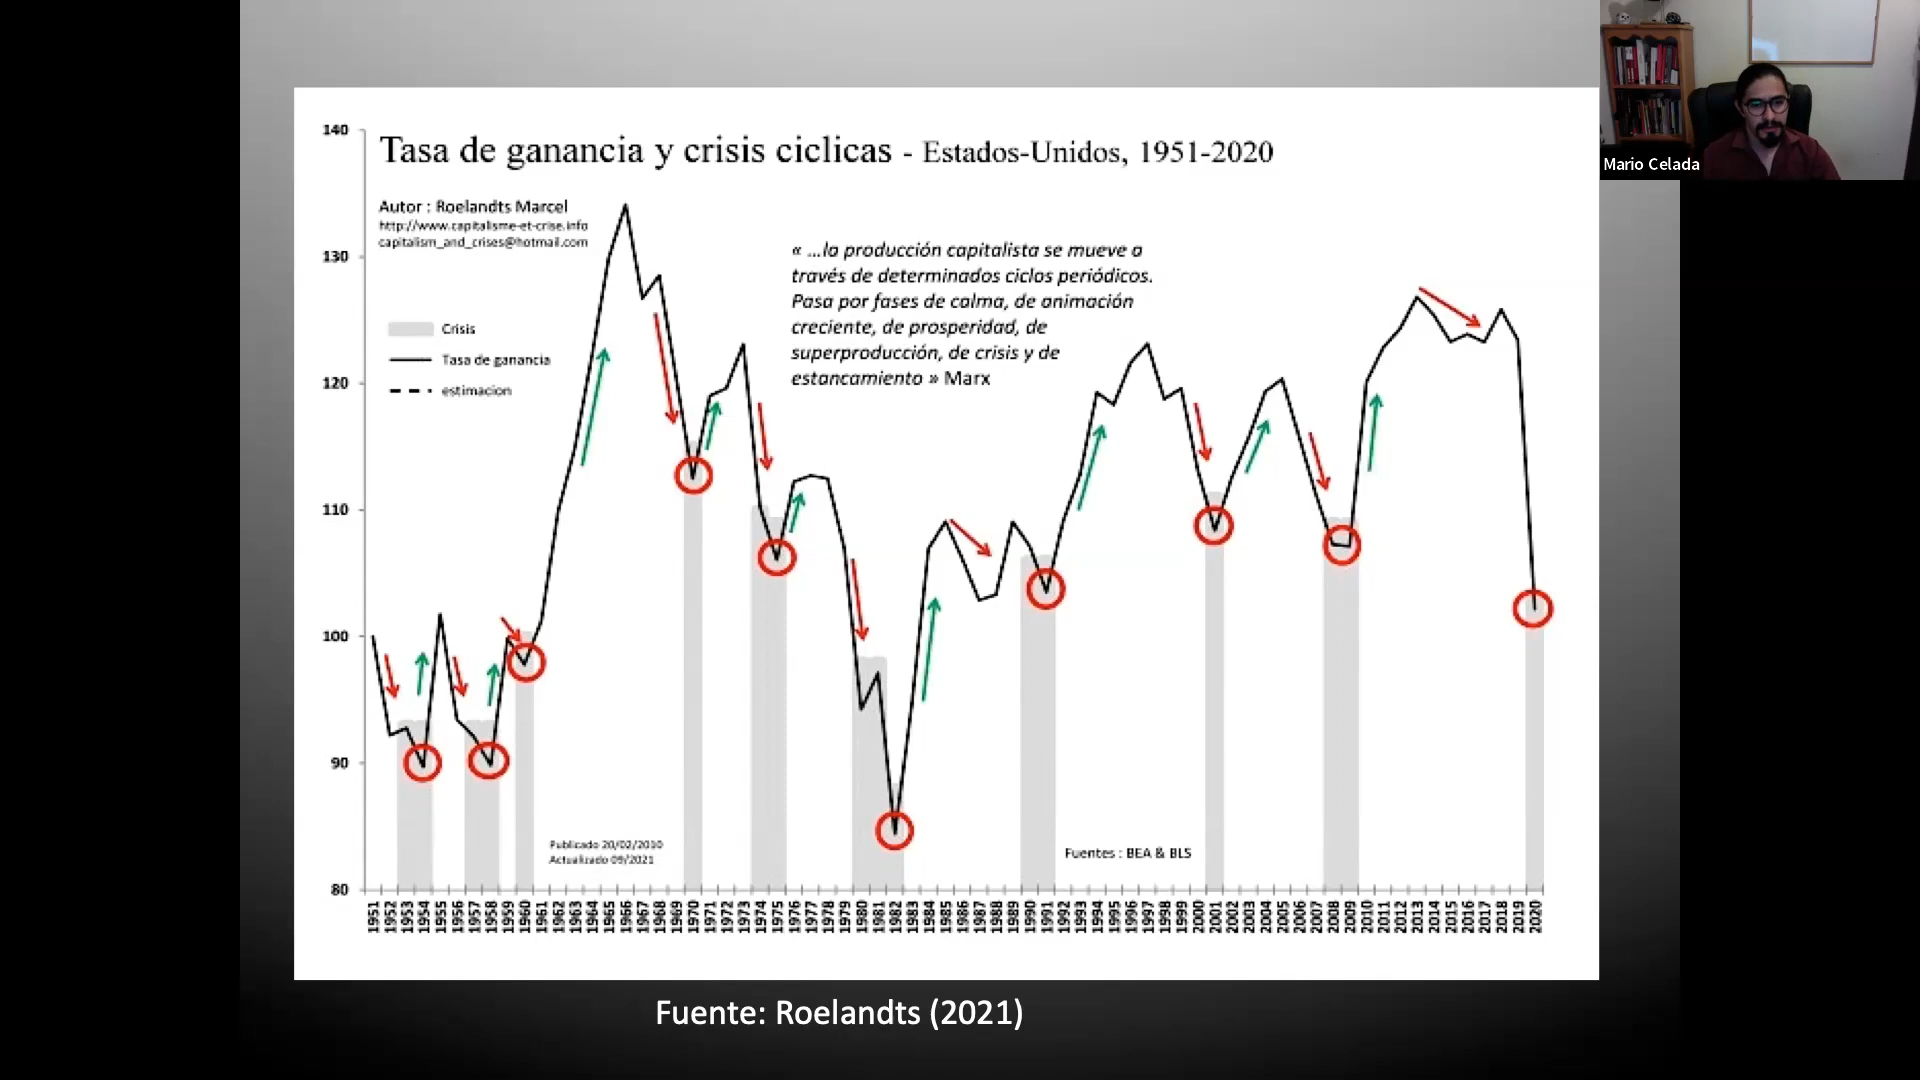 Mario Celada
Tasa de ganancia y crisis ciclicas - Estados-Unidos, 1951-2020
Autor : Roelandts Marcel
http://www.capitalisme-et-crise.info
capitalism_and_crises@hotmail.com
« ...la producción capitalista se mueve a
través de determinados ciclos periódicos.
Pasa por fases de calma, de animación
creciente, de prosperidad, de
superproducción, de crisis y de
estancamiento » Marx
Crisis
Tasa de ganancia
estimacion
140
130
120
110
100
90
80
Publicado 20/02/2010
Actualizado 09/2021
Fuentes : BEA & BLS
1951 1952 1953 1954 1955 1956 1957 1958 1959 1960 1961 1962 1963 1964 1965 1966 1967 1968 1969 1970 1971 1972 1973 1974 1975 1976 1977 1978 1979 1980 1981 1982 1983 1984 1985 1986 1987 1988 1989 1990 1991 1992 1993 1994 1995 1996 1997 1998 1999 2000 2001 2002 2003 2004 2005 2006 2007 2008 2009 2010 2011 2012 2013 2014 2015 2016 2017 2018 2019 2020
Fuente: Roelandts (2021)